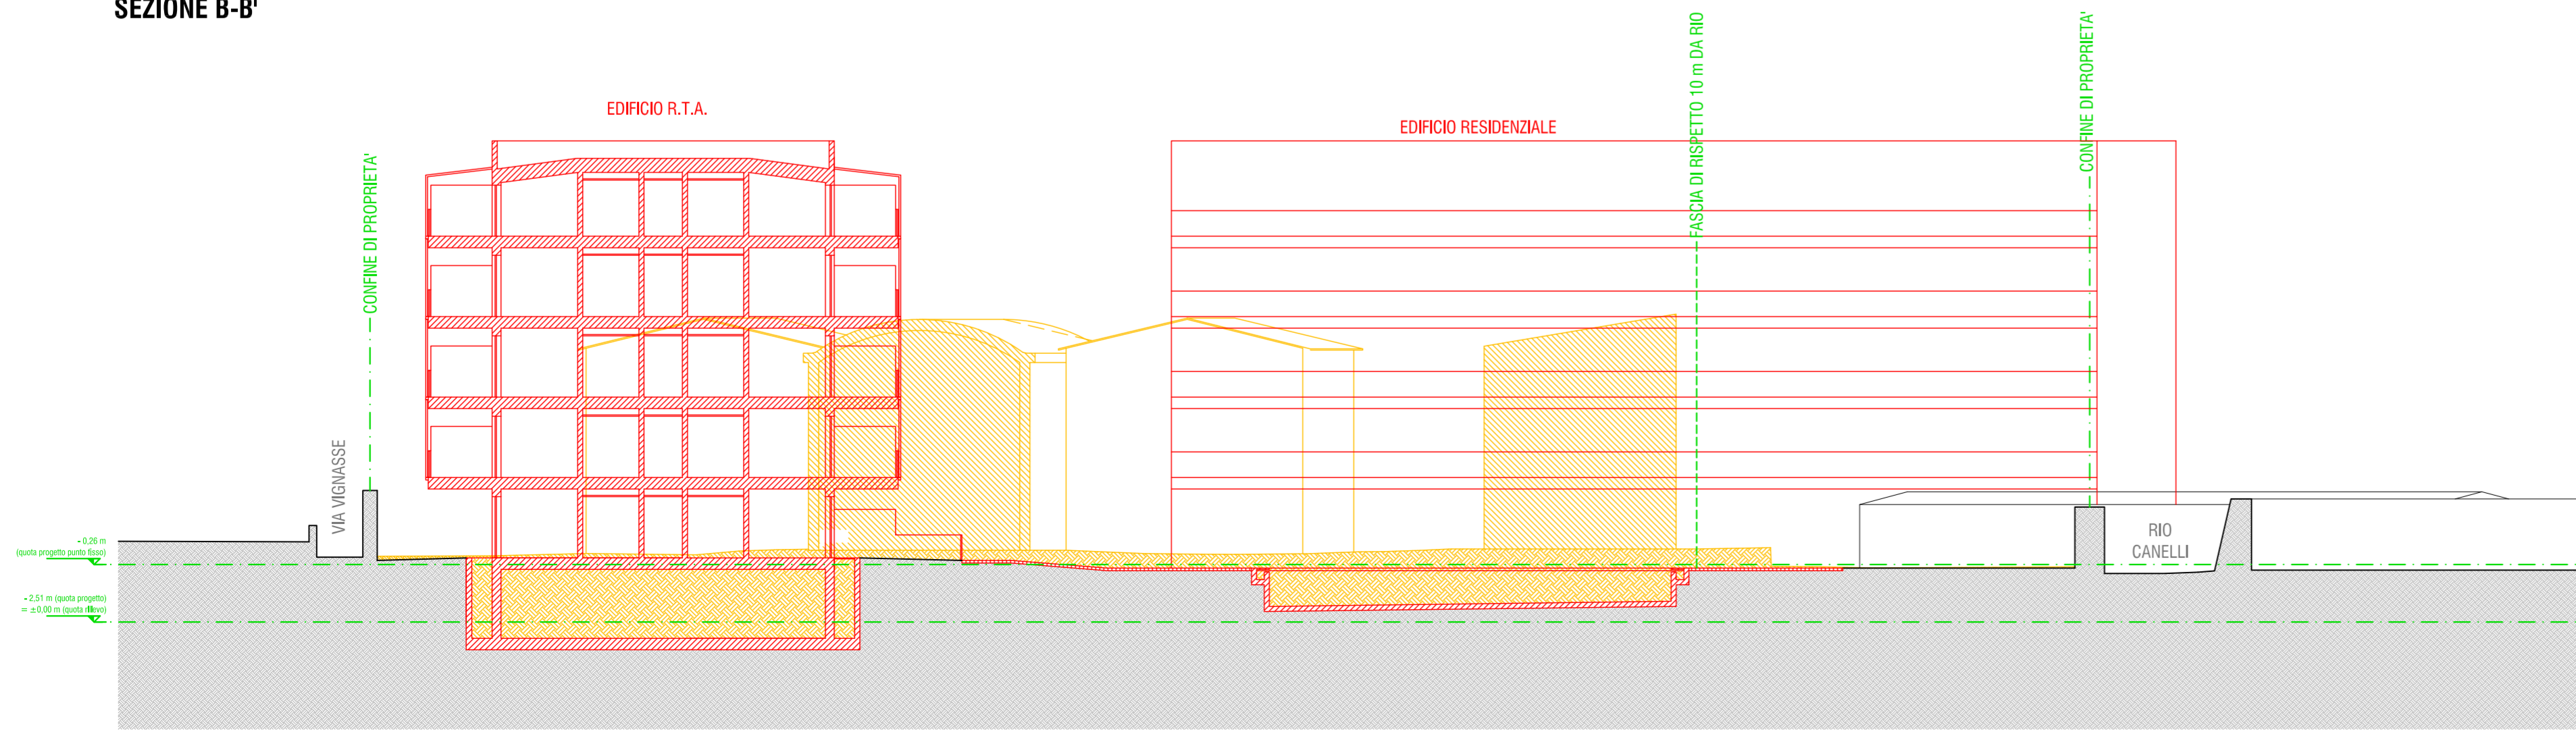 SEZIONE B-B'
EDIFICIO R.T.A.
EDIFICIO RESIDENZIALE
FASCIA DI RISPETTO 10 m DA RIO
CONFINE DI PROPRIETA'
CONFINE DI PROPRIETA'
VIA VIGNASSE
RIO
CANELLI
- 0,26 m
(quota progetto punto fisso)
- 2,51 m (quota progetto)
= ±0,00 m (quota rilievo)